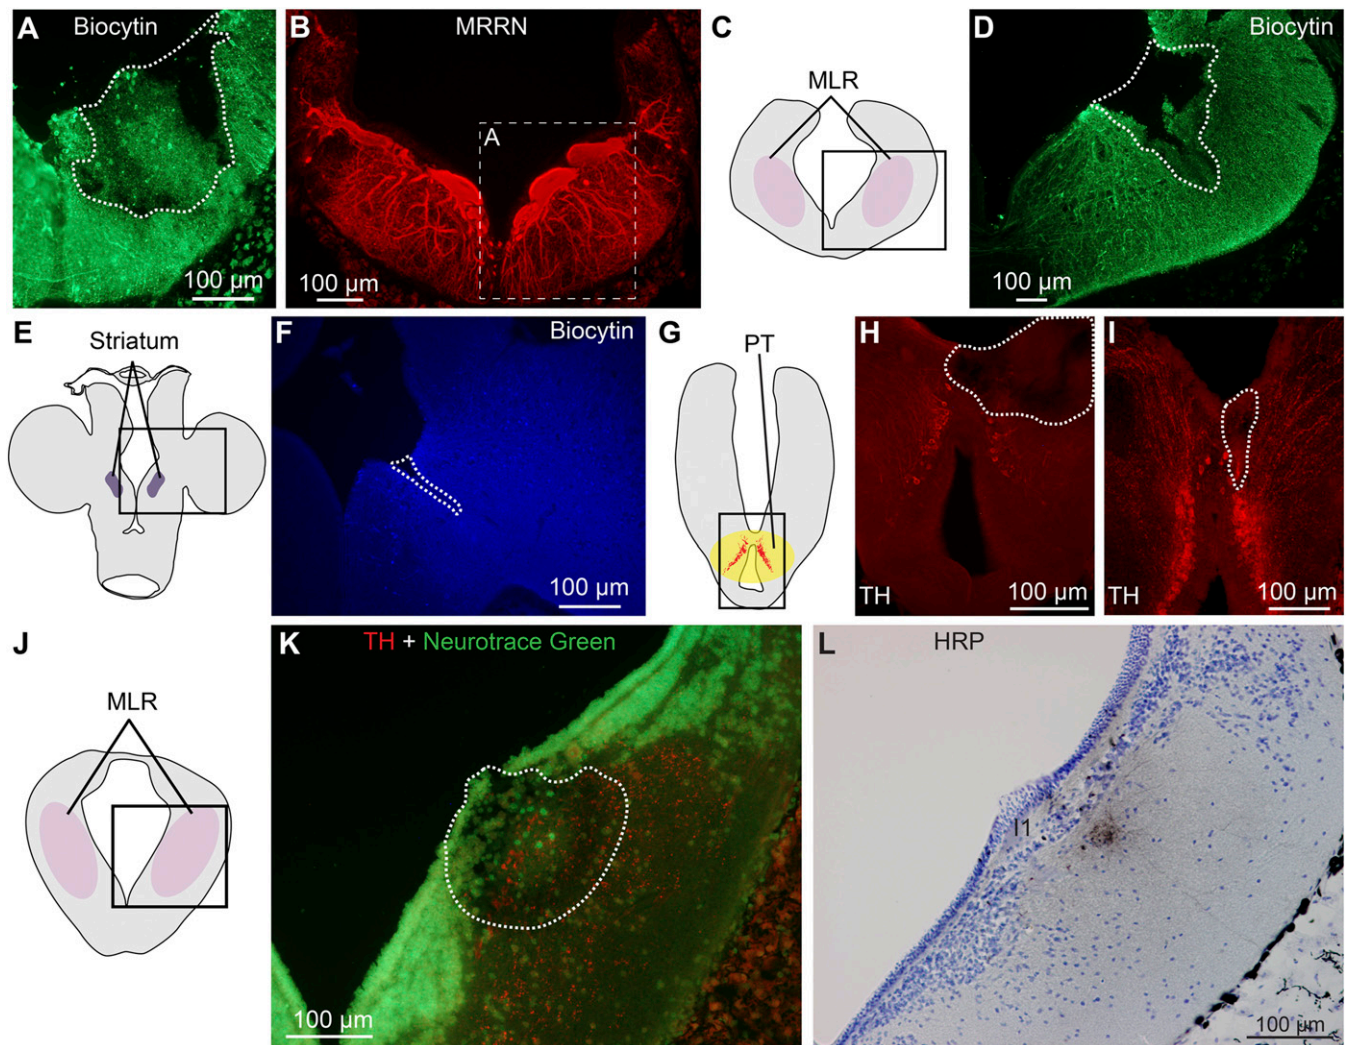 A Biocytin
100 µm
B MRRN
A
100 µm
C
MLR
D Biocytin
100 µm
E
Striatum
F Biocytin
100 µm
G
PT
H
TH
100 µm
I
TH
100 µm
J
MLR
K TH + Neurotrace Green
100 µm
L HRP
I1
100 µm